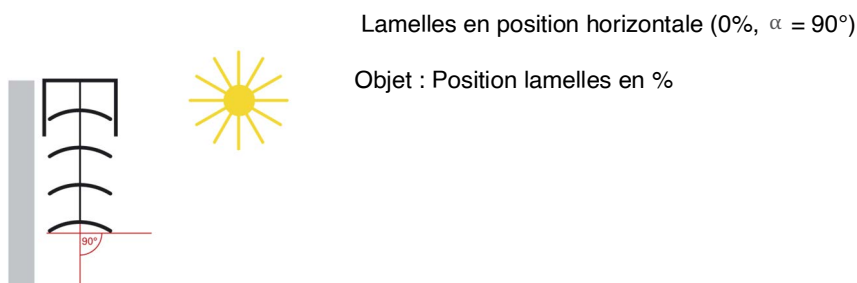 Lamelles en position horizontale (0%, α = 90°)
Objet : Position lamelles en %
90°